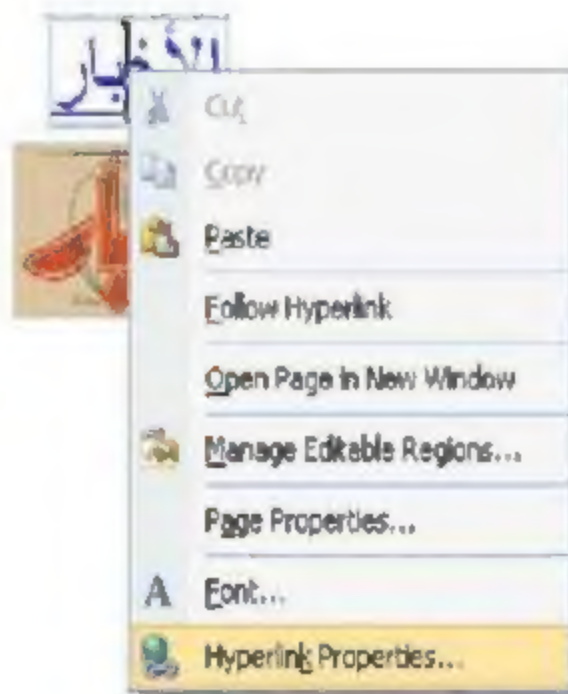 الأخبار
Cut
Copy
Paste
Follow Hyperlink
Open Page in New Window
Manage Editable Regions...
Page Properties...
Font...
Hyperlink Properties...